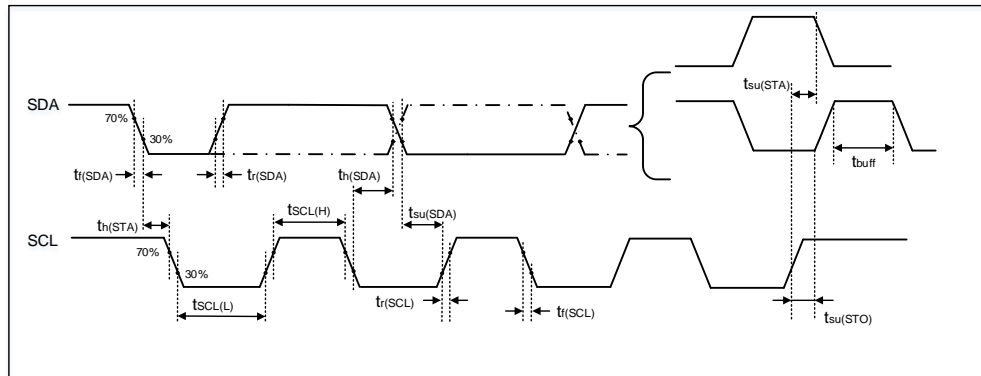 tsu(STA)
SDA
70%
30%
tbuff
tf(SDA)
tr(SDA)
th(SDA)
tSCL(H)
tsu(SDA)
th(STA)
SCL
70%
30%
tSCL(L)
tr(SCL)
tf(SCL)
tsu(STO)